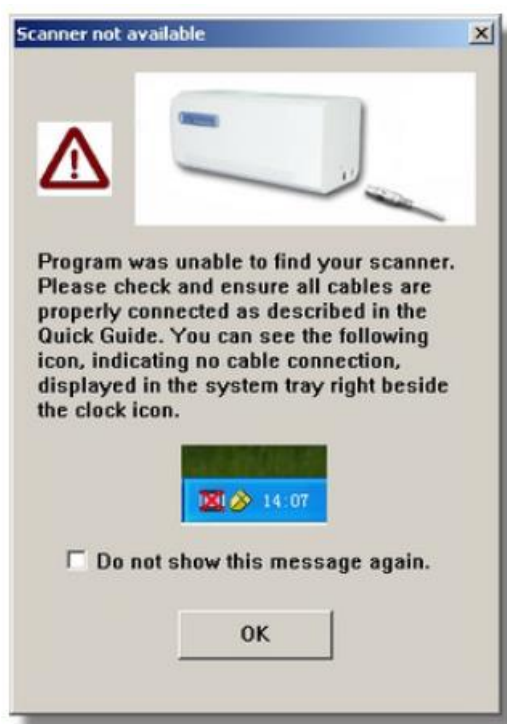 Scanner not available
Program was unable to find your scanner.
Please check and ensure all cables are
properly connected as described in the
Quick Guide. You can see the following
icon, indicating no cable connection,
displayed in the system tray right beside
the clock icon.
14:07
Do not show this message again.
OK